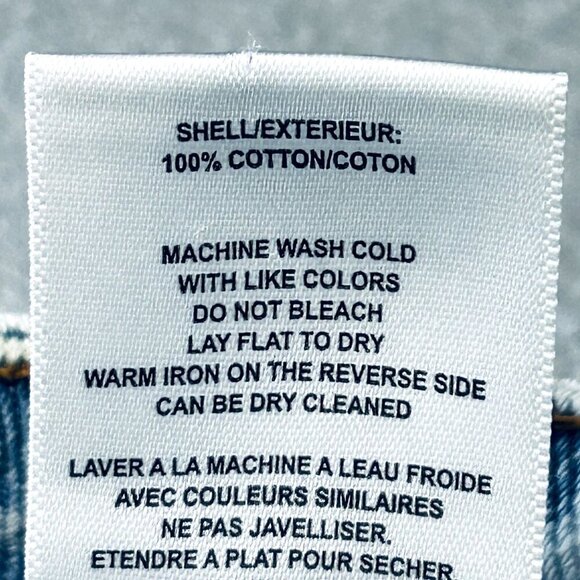 SHELL/EXTERIEUR:
100% COTTON/COTON
MACHINE WASH COLD
WITH LIKE COLORS
DO NOT BLEACH
LAY FLAT TO DRY
WARM IRON ON THE REVERSE SIDE
CAN BE DRY CLEANED
LAVER A LA MACHINE A LEAU FROIDE
AVEC COULEURS SIMILAIRES
NE PAS JAVELLISER.
ETENDRE A PLAT POUR SECHER